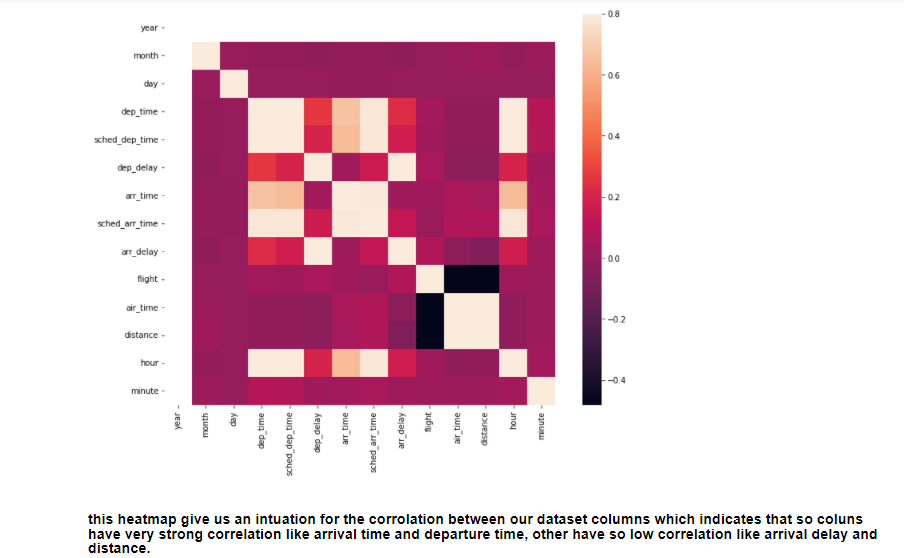 year
month
day
dep_time
sched_dep_time
dep_delay
arr_time
sched_arr_time
arr_delay
flight
air_time
distance
hour
minute
year
month
day
dep_time
sched_dep_time
dep_delay
arr_time
sched_arr_time
arr_delay
flight
air_time
distance
hour
minute
0.8
0.6
0.4
0.2
0.0
−0.2
−0.4
this heatmap give us an intuation for the corrolation between our dataset columns which indicates that so coluns
have very strong correlation like arrival time and departure time, other have so low correlation like arrival delay and
distance.